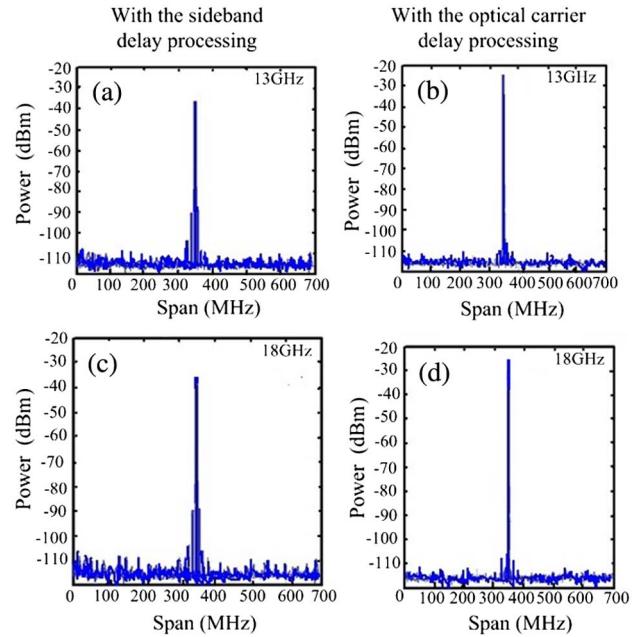 With the sideband
delay processing
With the optical carrier
delay processing
(a)
13GHz
Power (dBm)
-20
-30
-40
-50
-60
-70
-80
-90
-100
-110
0 100 200 300 400 500 600 700
Span (MHz)
(b)
13GHz
Power (dBm)
-20
-30
-40
-50
-60
-70
-80
-90
-100
-110
0 100 200 300 400 500 600 700
Span (MHz)
(c)
18GHz
Power (dBm)
-20
-30
-40
-50
-60
-70
-80
-90
-100
-110
0 100 200 300 400 500 600 700
Span (MHz)
(d)
18GHz
Power (dBm)
-20
-30
-40
-50
-60
-70
-80
-90
-100
-110
0 100 200 300 400 500 600 700
Span (MHz)